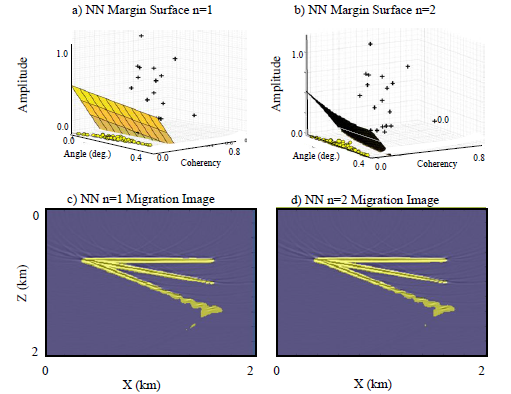 a) NN Margin Surface n=1
b) NN Margin Surface n=2
Amplitude
1.0
0.0
0.0
Angle (deg.)
0.4
0.0
Coherency
0.8
Amplitude
1.0
0.0
0.0
Angle (deg.)
0.4
0.0
Coherency
0.8
c) NN n=1 Migration Image
d) NN n=2 Migration Image
0
Z (km)
2
0
X (km)
2
0
X (km)
2